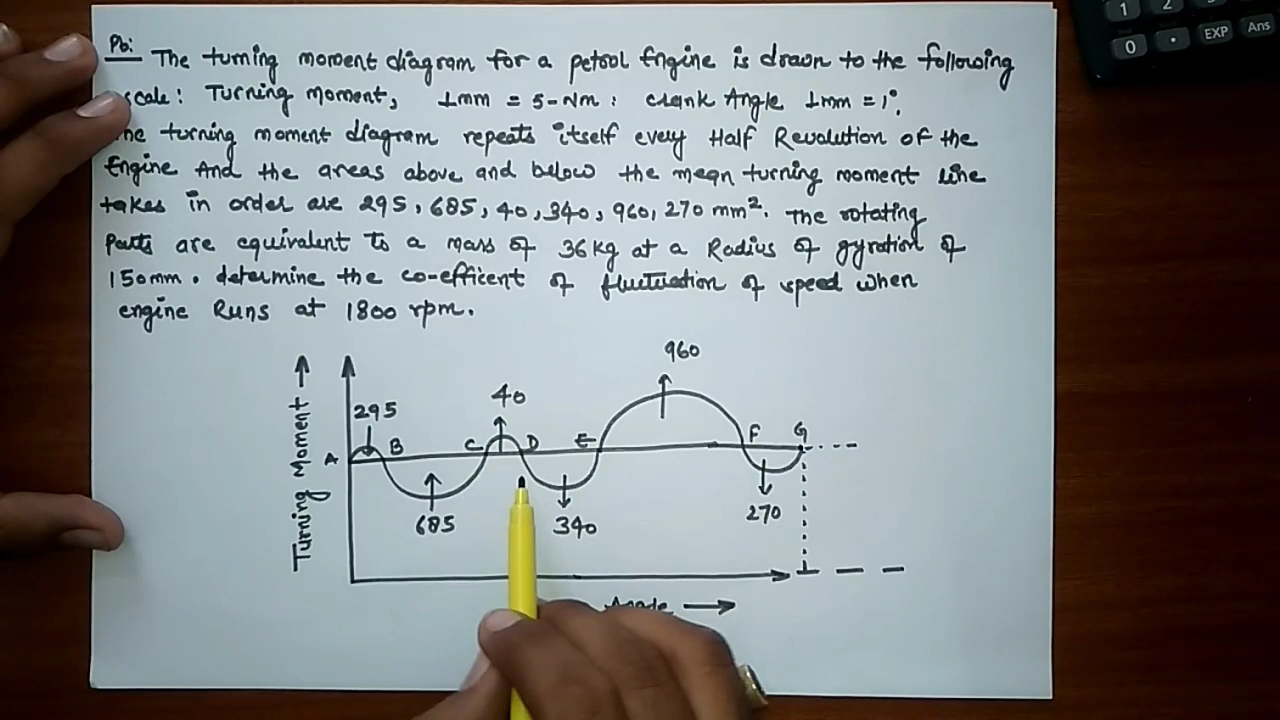 Pb: The turning moment diagram for a petrol Engine is drawn to the following
scale: Turning Moment, 1mm = 5-Nm: Crank Angle 1mm = 1°.
turning moment diagram repeats itself every Half Revolution of the
Engine And the areas above and below the mean turning moment line
takes in order are 295, 685, 40, 340, 960, 270 mm². The rotating
Parts are equivalent to a mass of 36 kg at a Radius of gyration of
150mm. determine the co-efficent of fluctuation of speed when
engine Runs at 1800 rpm.
960
40
295
A B C D E F G
685 340 270
Turning Moment
1 2
0 . EXP Ans